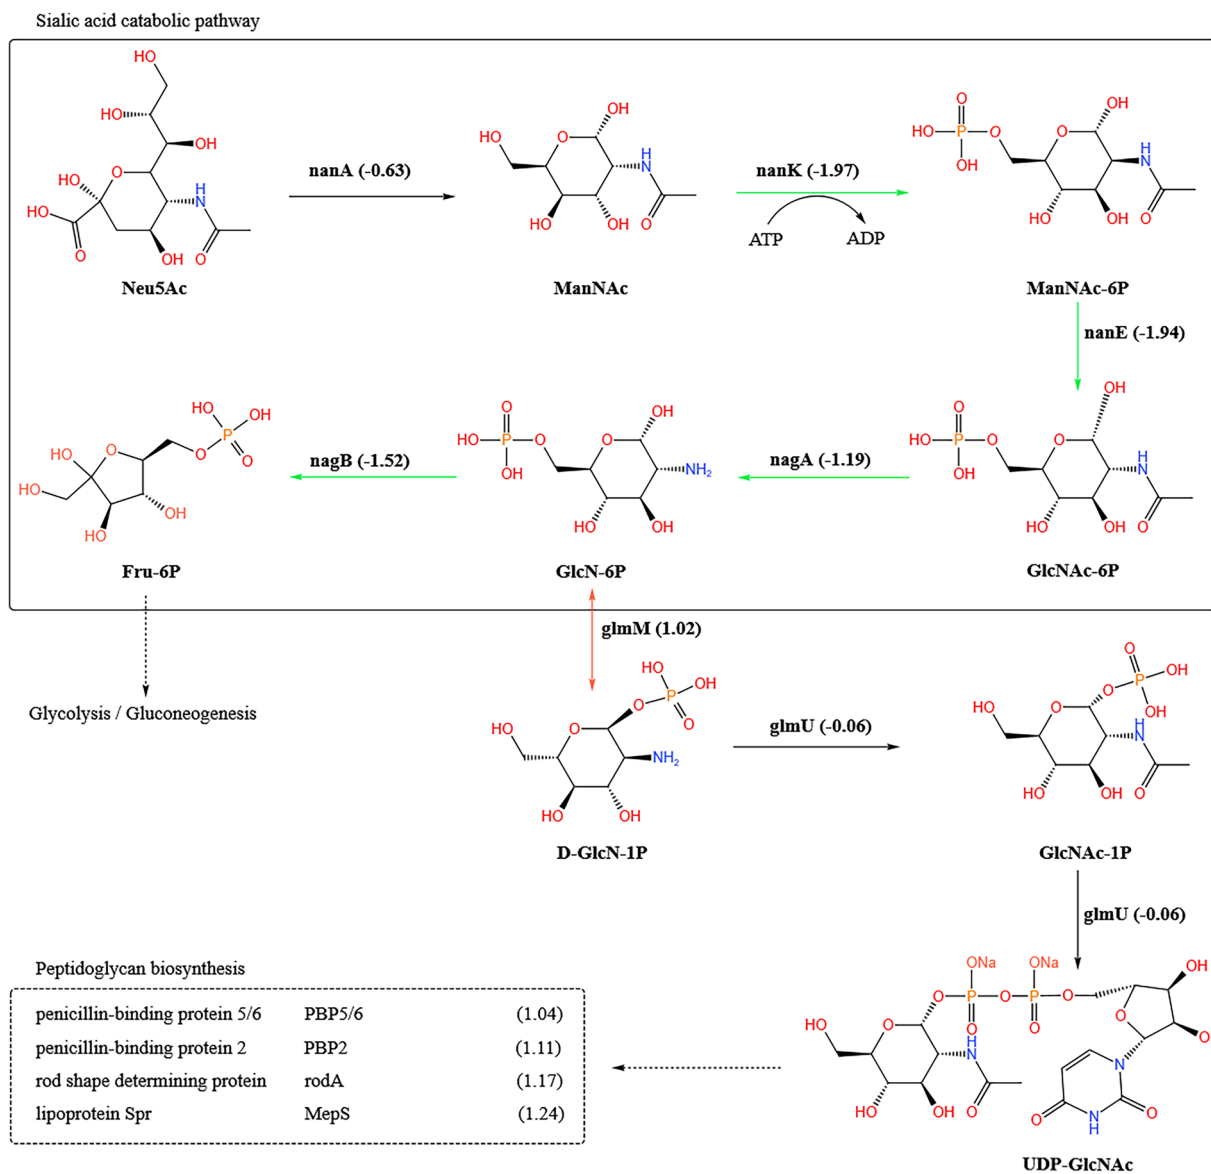 Sialic acid catabolic pathway
HO
HO
OH
O
HO
HO
H
N
O
O
OH
Neu5Ac
nanA (-0.63)
OH
HO
O
H
N
HO
OH
O
ManNAc
nanK (-1.97)
ATP
ADP
O
HO
P
O
OH
O
OH
H
N
HO
OH
O
ManNAc-6P
nanE (-1.94)
OH
O
HO
P
O
OH
O
H
N
HO
OH
O
GlcNAc-6P
nagA (-1.19)
O
HO
P
O
OH
O
OH
NH2
HO
OH
GlcN-6P
nagB (-1.52)
HO
OH
P
O
O
O
HO
HO
OH
HO
Fru-6P
glmM (1.02)
Glycolysis / Gluconeogenesis
HO
OH
P
O
O
HO
O
NH2
HO
OH
D-GlcN-1P
glmU (-0.06)
O
OH
P
O
OH
HO
O
H
N
HO
OH
O
GlcNAc-1P
glmU (-0.06)
ONa
ONa
O
P
O
P
O
O
O
HO
O
H
N
HO
OH
O
OH
O
O
N
O
NH
O
UDP-GlcNAc
Peptidoglycan biosynthesis
penicillin-binding protein 5/6 PBP5/6 (1.04)
penicillin-binding protein 2 PBP2 (1.11)
rod shape determining protein rodA (1.17)
lipoprotein Spr MepS (1.24)